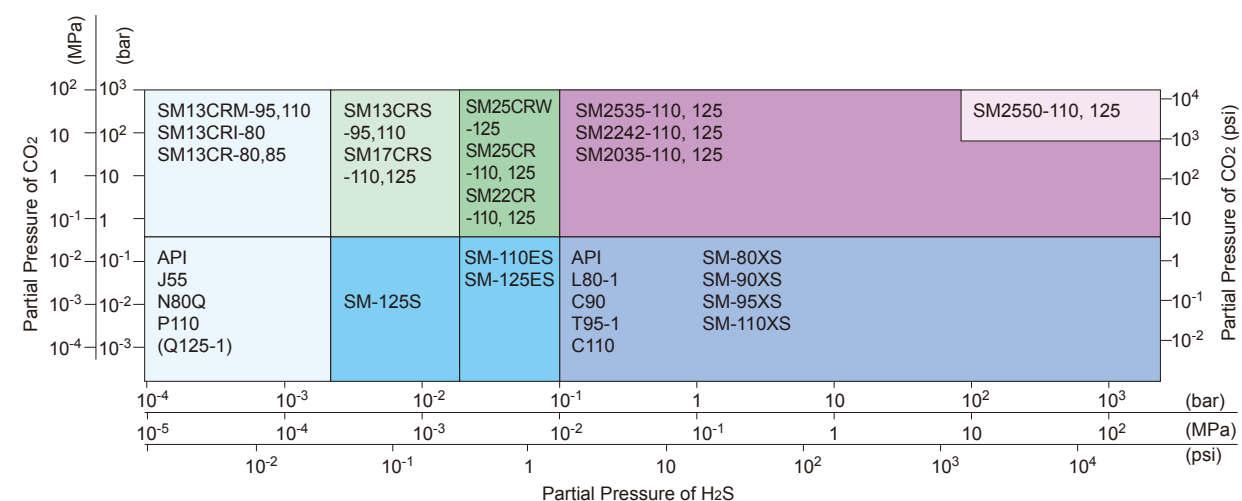 (MPa)
(bar)
Partial Pressure of CO2
10²
10
1
10-1
10-2
10-3
10-4
10³
10²
10
1
10-1
10-2
10-3
SM13CRM-95,110
SM13CRI-80
SM13CR-80,85
SM13CRS
-95,110
SM17CRS
-110,125
SM25CRW
-125
SM25CR
-110, 125
SM22CR
-110, 125
SM2535-110, 125
SM2242-110, 125
SM2035-110, 125
SM2550-110, 125
API
J55
N80Q
P110
(Q125-1)
SM-125S
SM-110ES
SM-125ES
API
L80-1
C90
T95-1
C110
SM-80XS
SM-90XS
SM-95XS
SM-110XS
10⁴
10³
10²
10
1
10-1
10-2
Partial Pressure of CO2 (psi)
10-4 10-3 10-2 10-1 1 10 10² 10³ (bar)
10-5 10-4 10-3 10-2 10-1 1 10 10² (MPa)
10-2 10-1 1 10 10² 10³ 10⁴ (psi)
Partial Pressure of H2S